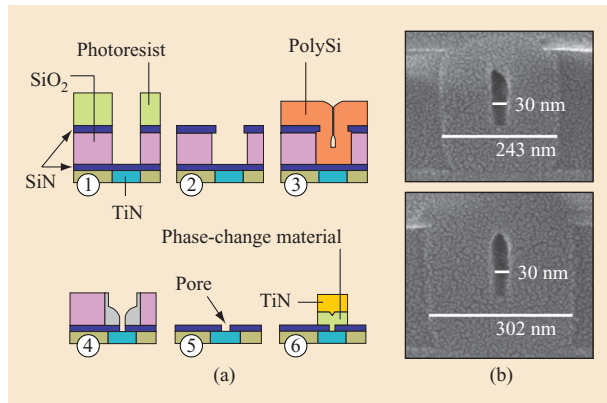 Photoresist
SiO2
PolySi
SiN
TiN
1
2
3
30 nm
243 nm
Phase-change material
TiN
Pore
4
5
6
30 nm
302 nm
(a)
(b)